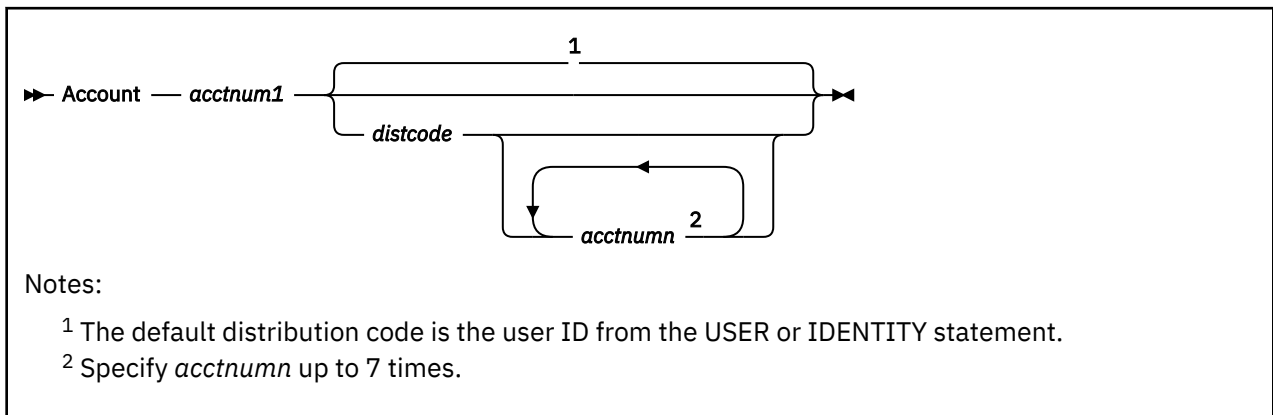 1
Account acctnum1
distcode
acctnumn 2
Notes:
1 The default distribution code is the user ID from the USER or IDENTITY statement.
2 Specify acctnumn up to 7 times.